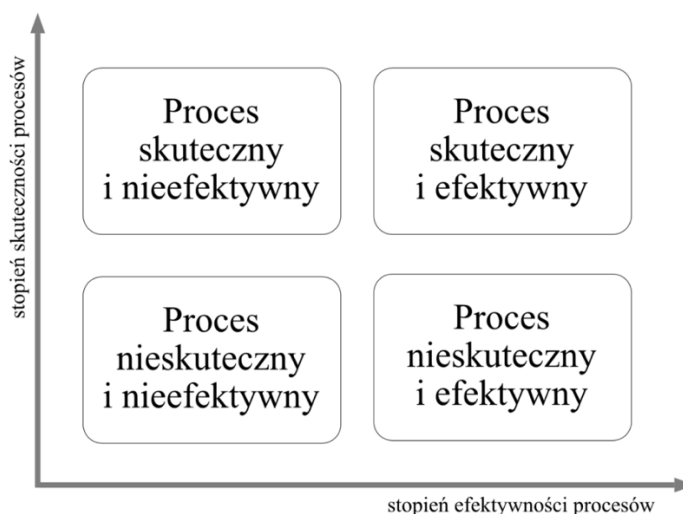 stopień skuteczności procesów
Proces
skuteczny
i nieefektywny
Proces
skuteczny
i efektywny
Proces
nieskuteczny
i nieefektywny
Proces
nieskuteczny
i efektywny
stopień efektywności procesów